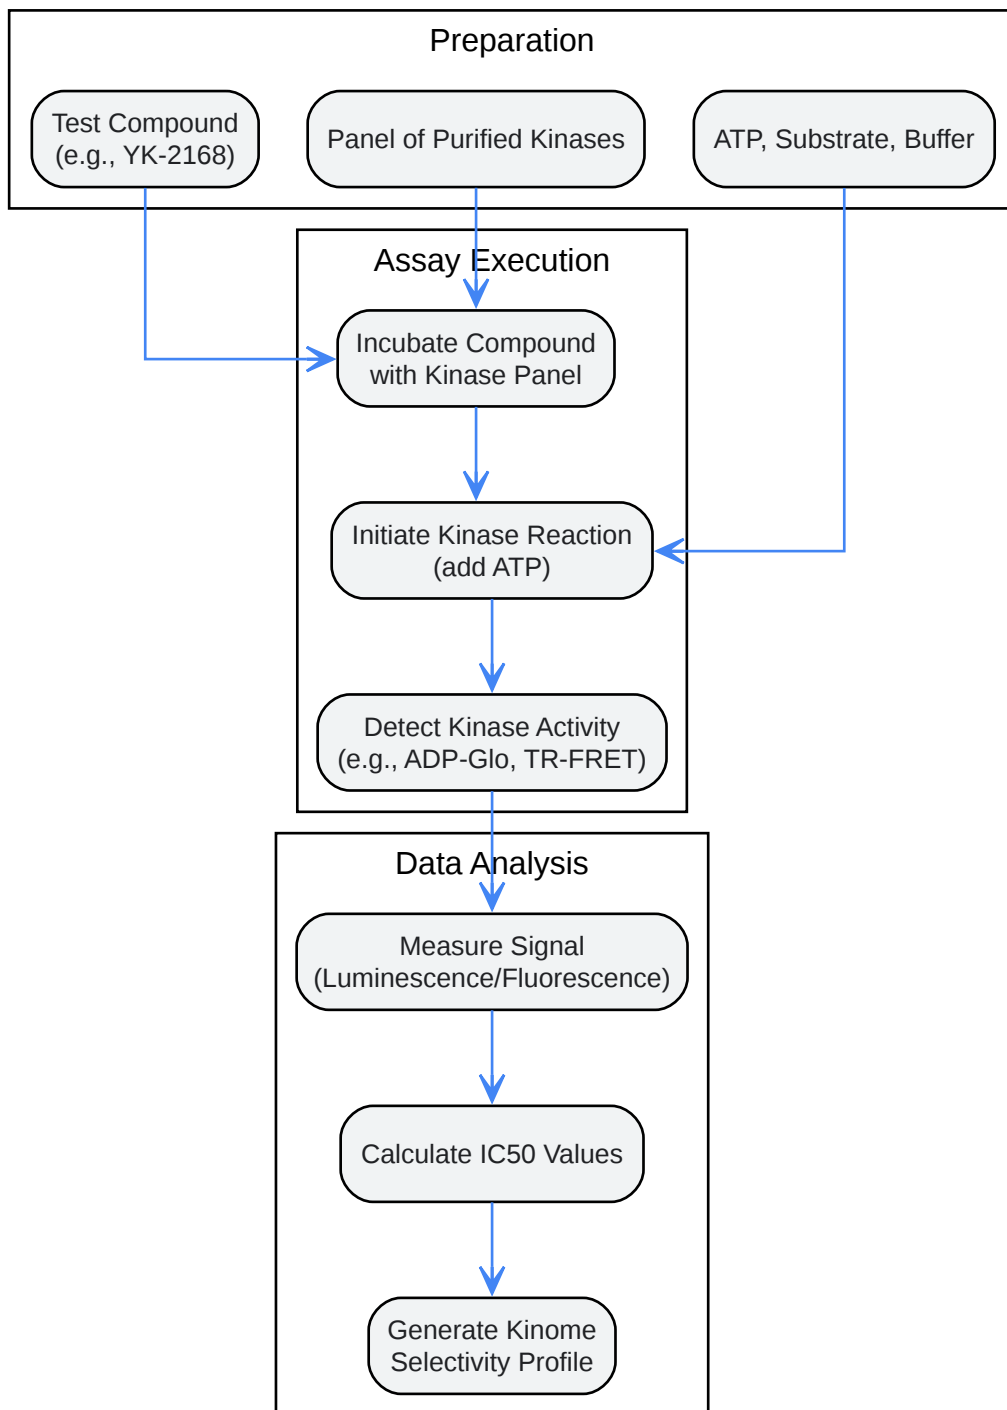 Preparation
Test Compound
(e.g., YK-2168)
Panel of Purified Kinases
ATP, Substrate, Buffer
Assay Execution
Incubate Compound
with Kinase Panel
Initiate Kinase Reaction
(add ATP)
Detect Kinase Activity
(e.g., ADP-Glo, TR-FRET)
Data Analysis
Measure Signal
(Luminescence/Fluorescence)
Calculate IC50 Values
Generate Kinome
Selectivity Profile